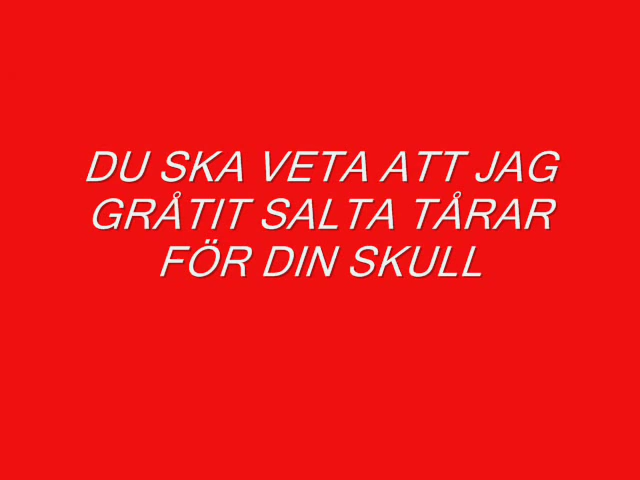 DU SKA VETA ATT JAG
GRÅTIT SALTA TÅRAR
FÖR DIN SKULL